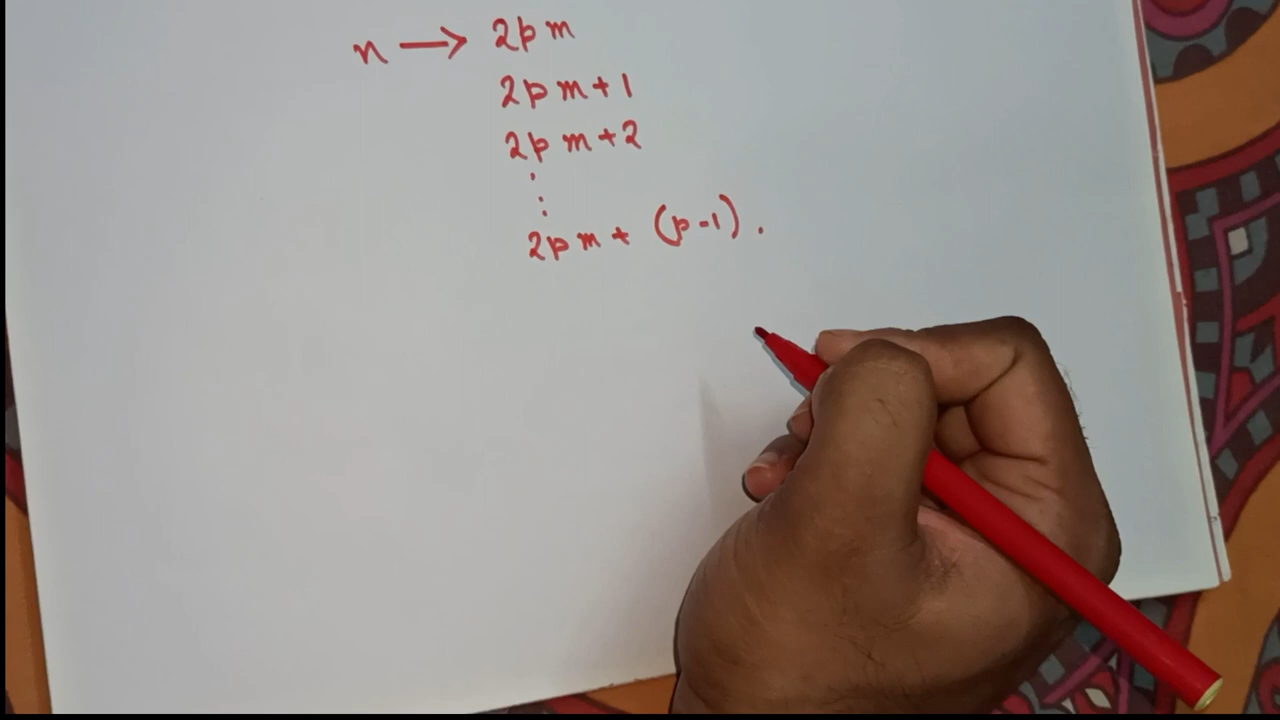 n → 2pm
2pm+1
2pm+2
⋮
2pm + (p-1).